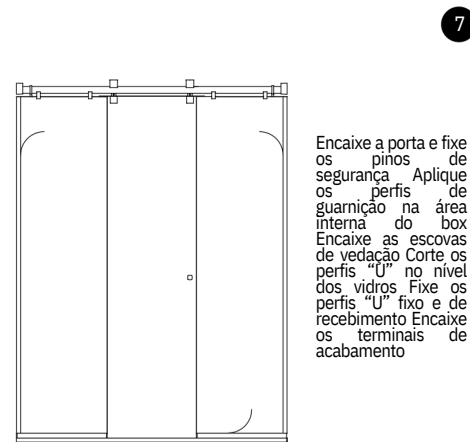 7
Encaixe a porta e fixe
os pinos de
segurança Aplique
os perfis de
guarnição na área
interna do box
Encaixe as escovas
de vedação Corte os
perfis “U” no nível
dos vidros Fixe os
perfis “U” fixo e de
recebimento Encaixe
os terminais de
acabamento